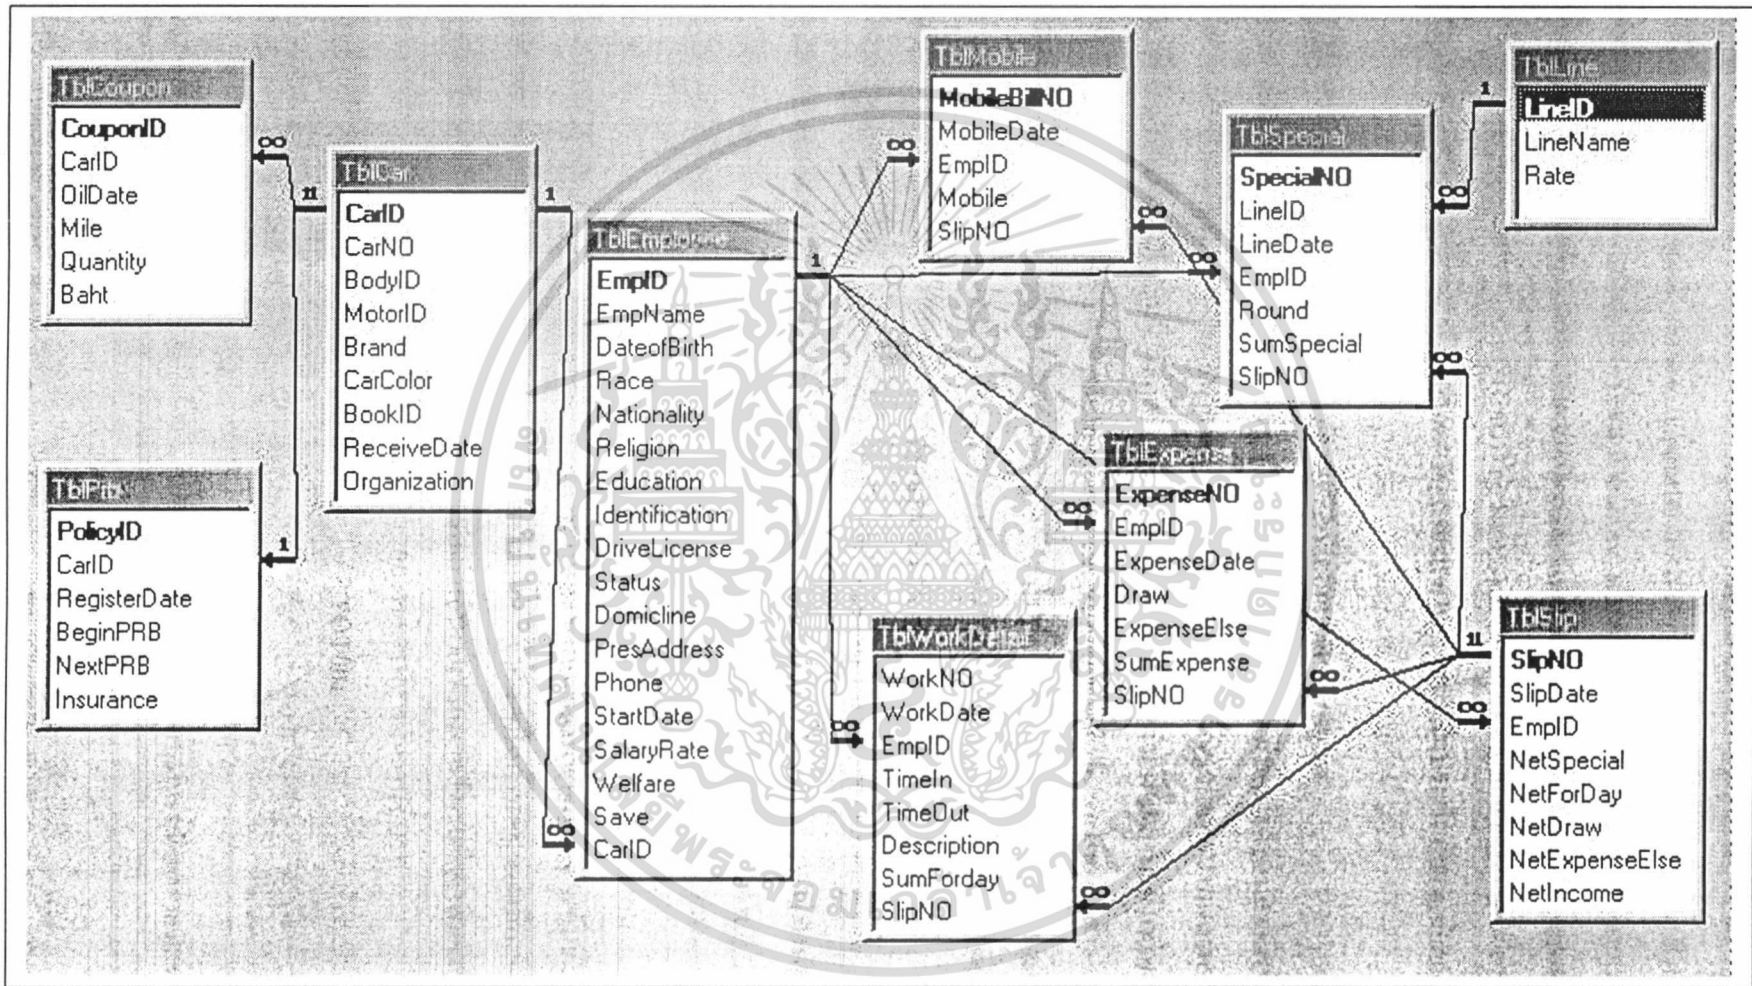 TblCoupon
CouponID
CarID
OilDate
Mile
Quantity
Baht
TblPrb
PolicyID
CarID
RegisterDate
BeginPRB
NextPRB
Insurance
TblCar
CarID
CarNO
BodyID
MotorID
Brand
CarColor
BookID
ReceiveDate
Organization
TblEmployee
EmpID
EmpName
DateofBirth
Race
Nationality
Religion
Education
Identification
DriveLicense
Status
Domicline
PresAddress
Phone
StartDate
SalaryRate
Welfare
Save
CarID
TblMobile
MobileBillNO
MobileDate
EmpID
Mobile
SlipNO
TblWorkDetail
WorkNO
WorkDate
EmpID
TimeIn
TimeOut
Description
SumForday
SlipNO
TblSpecial
SpecialNO
LineID
LineDate
EmpID
Round
SumSpecial
SlipNO
TblExpense
ExpenseNO
EmpID
ExpenseDate
Draw
ExpenseElse
SumExpense
SlipNO
TblLine
LineID
LineName
Rate
TblSlip
SlipNO
SlipDate
EmpID
NetSpecial
NetForDay
NetDraw
NetExpenseElse
NetIncome